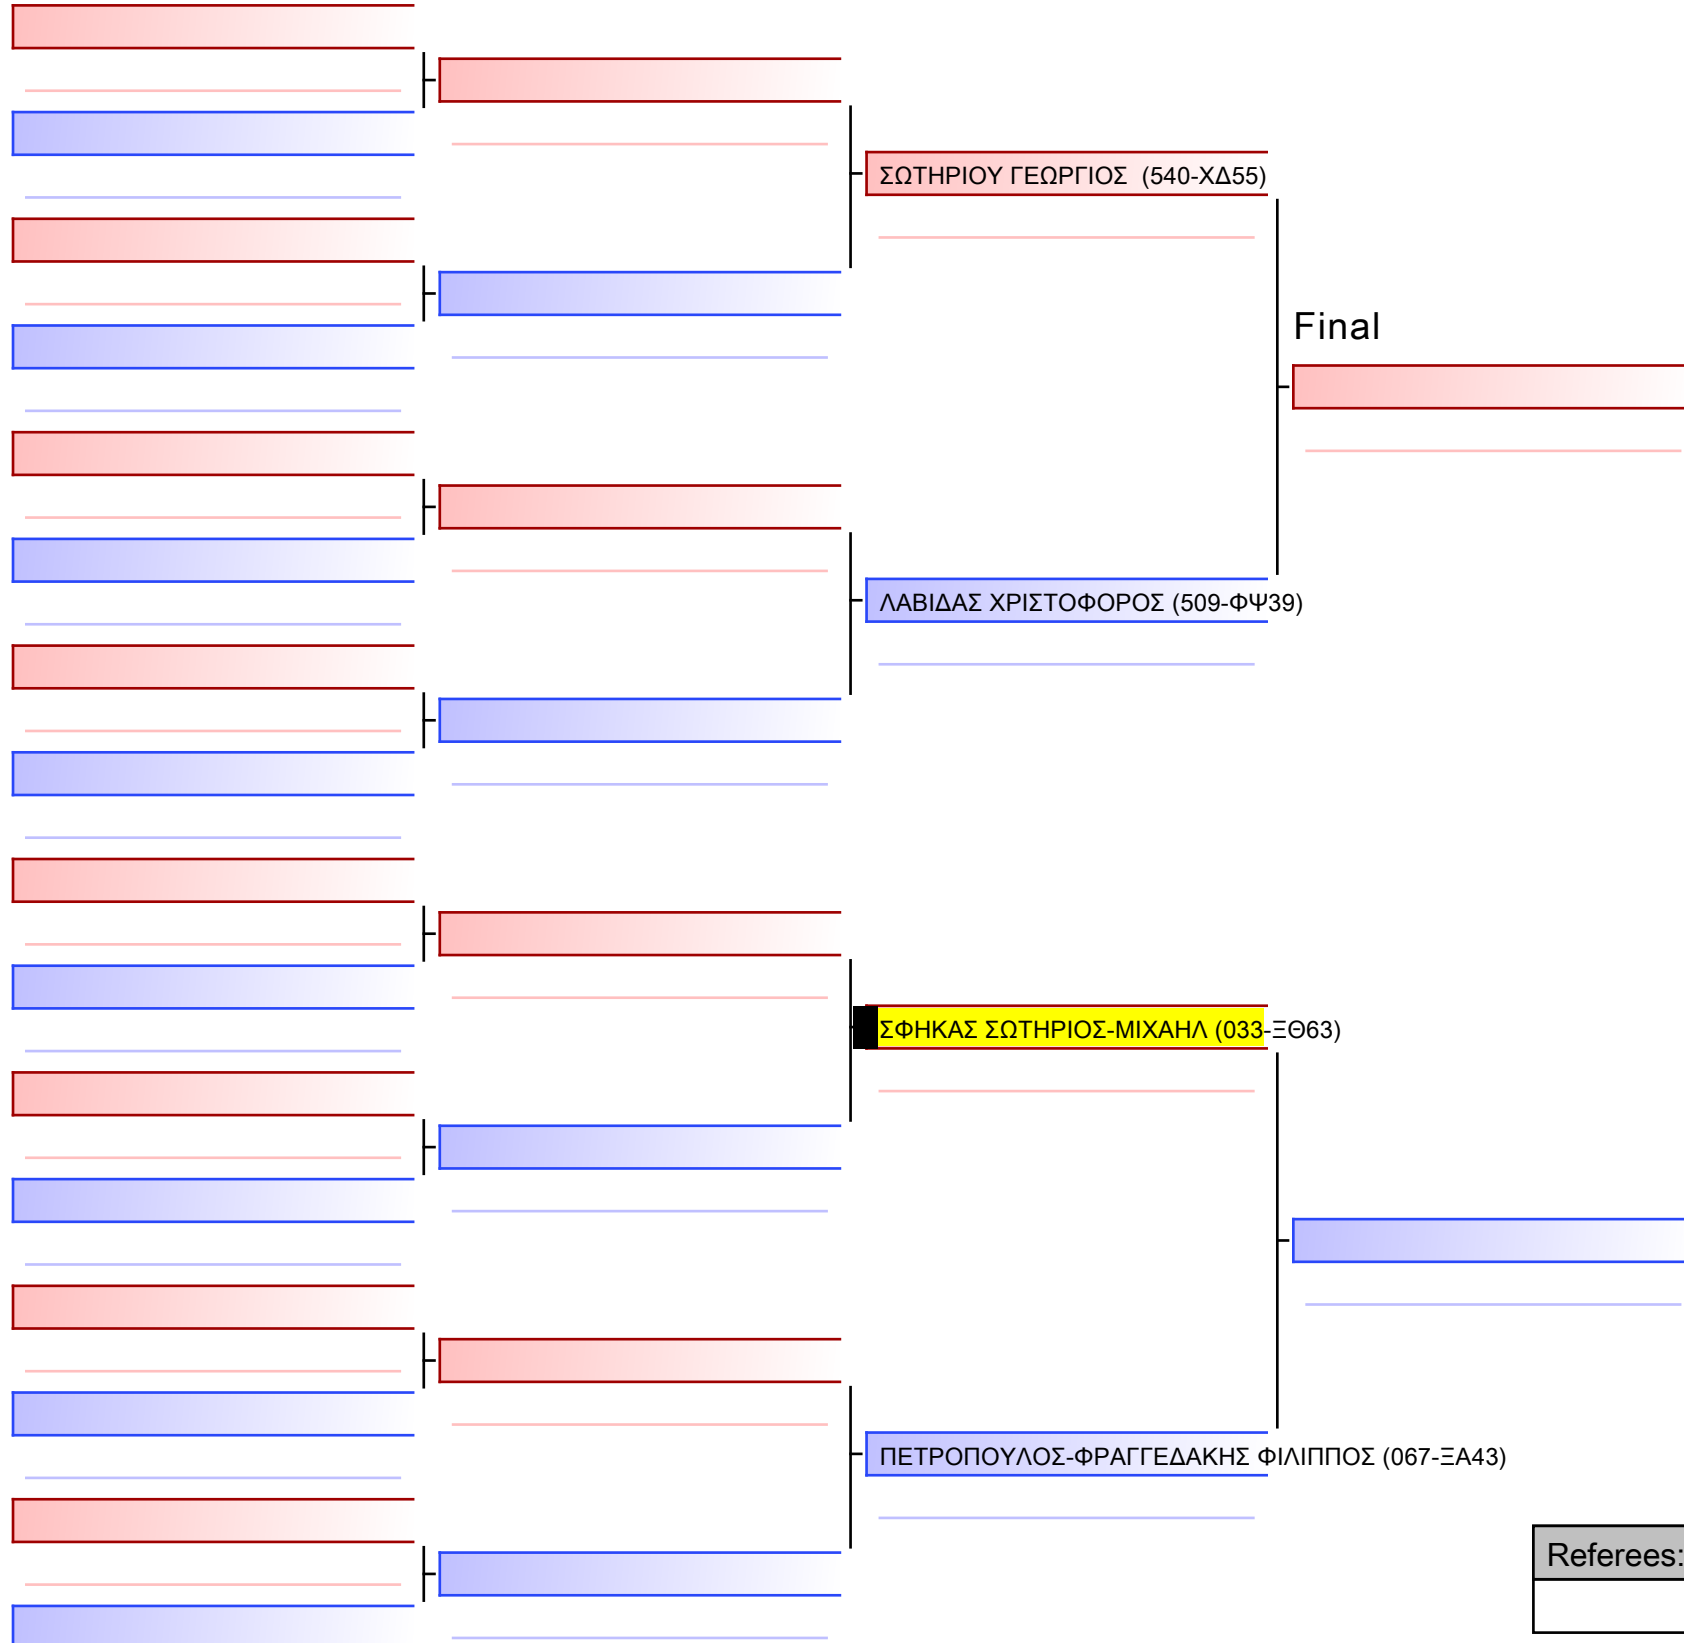 ΣΩΤΗΡΙΟΥ ΓΕΩΡΓΙΟΣ  (540-ΧΔ55)
Final
ΛΑΒΙΔΑΣ ΧΡΙΣΤΟΦΟΡΟΣ (509-ΦΨ39)
ΣΦΗΚΑΣ ΣΩΤΗΡΙΟΣ-ΜΙΧΑΗΛ (033-ΞΘ63)
ΠΕΤΡΟΠΟΥΛΟΣ-ΦΡΑΓΓΕΔΑΚΗΣ ΦΙΛΙΠΠΟΣ (067-ΞΑ43)
Referees: